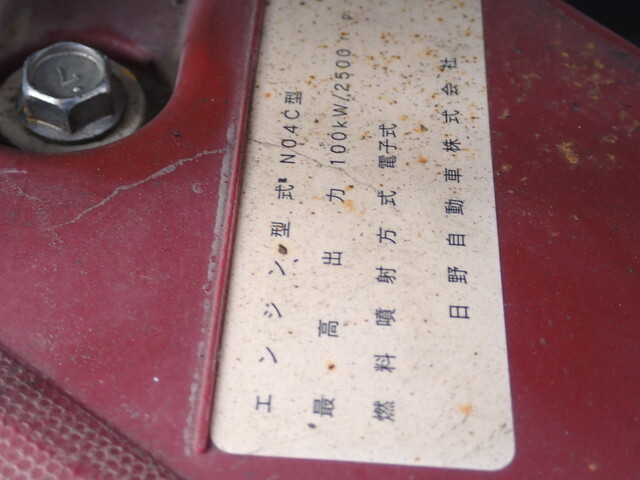 エンジン型式 N04C型
最高出力 100kW/2500
燃料噴射方式 電子式
日野自動車株式会社
7